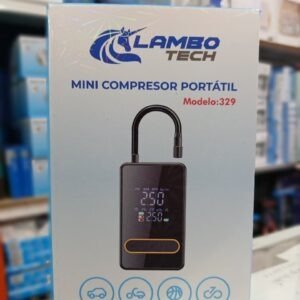 LAMBO
TECH
MINI COMPRESOR PORTÁTIL
Modelo:329
250
250